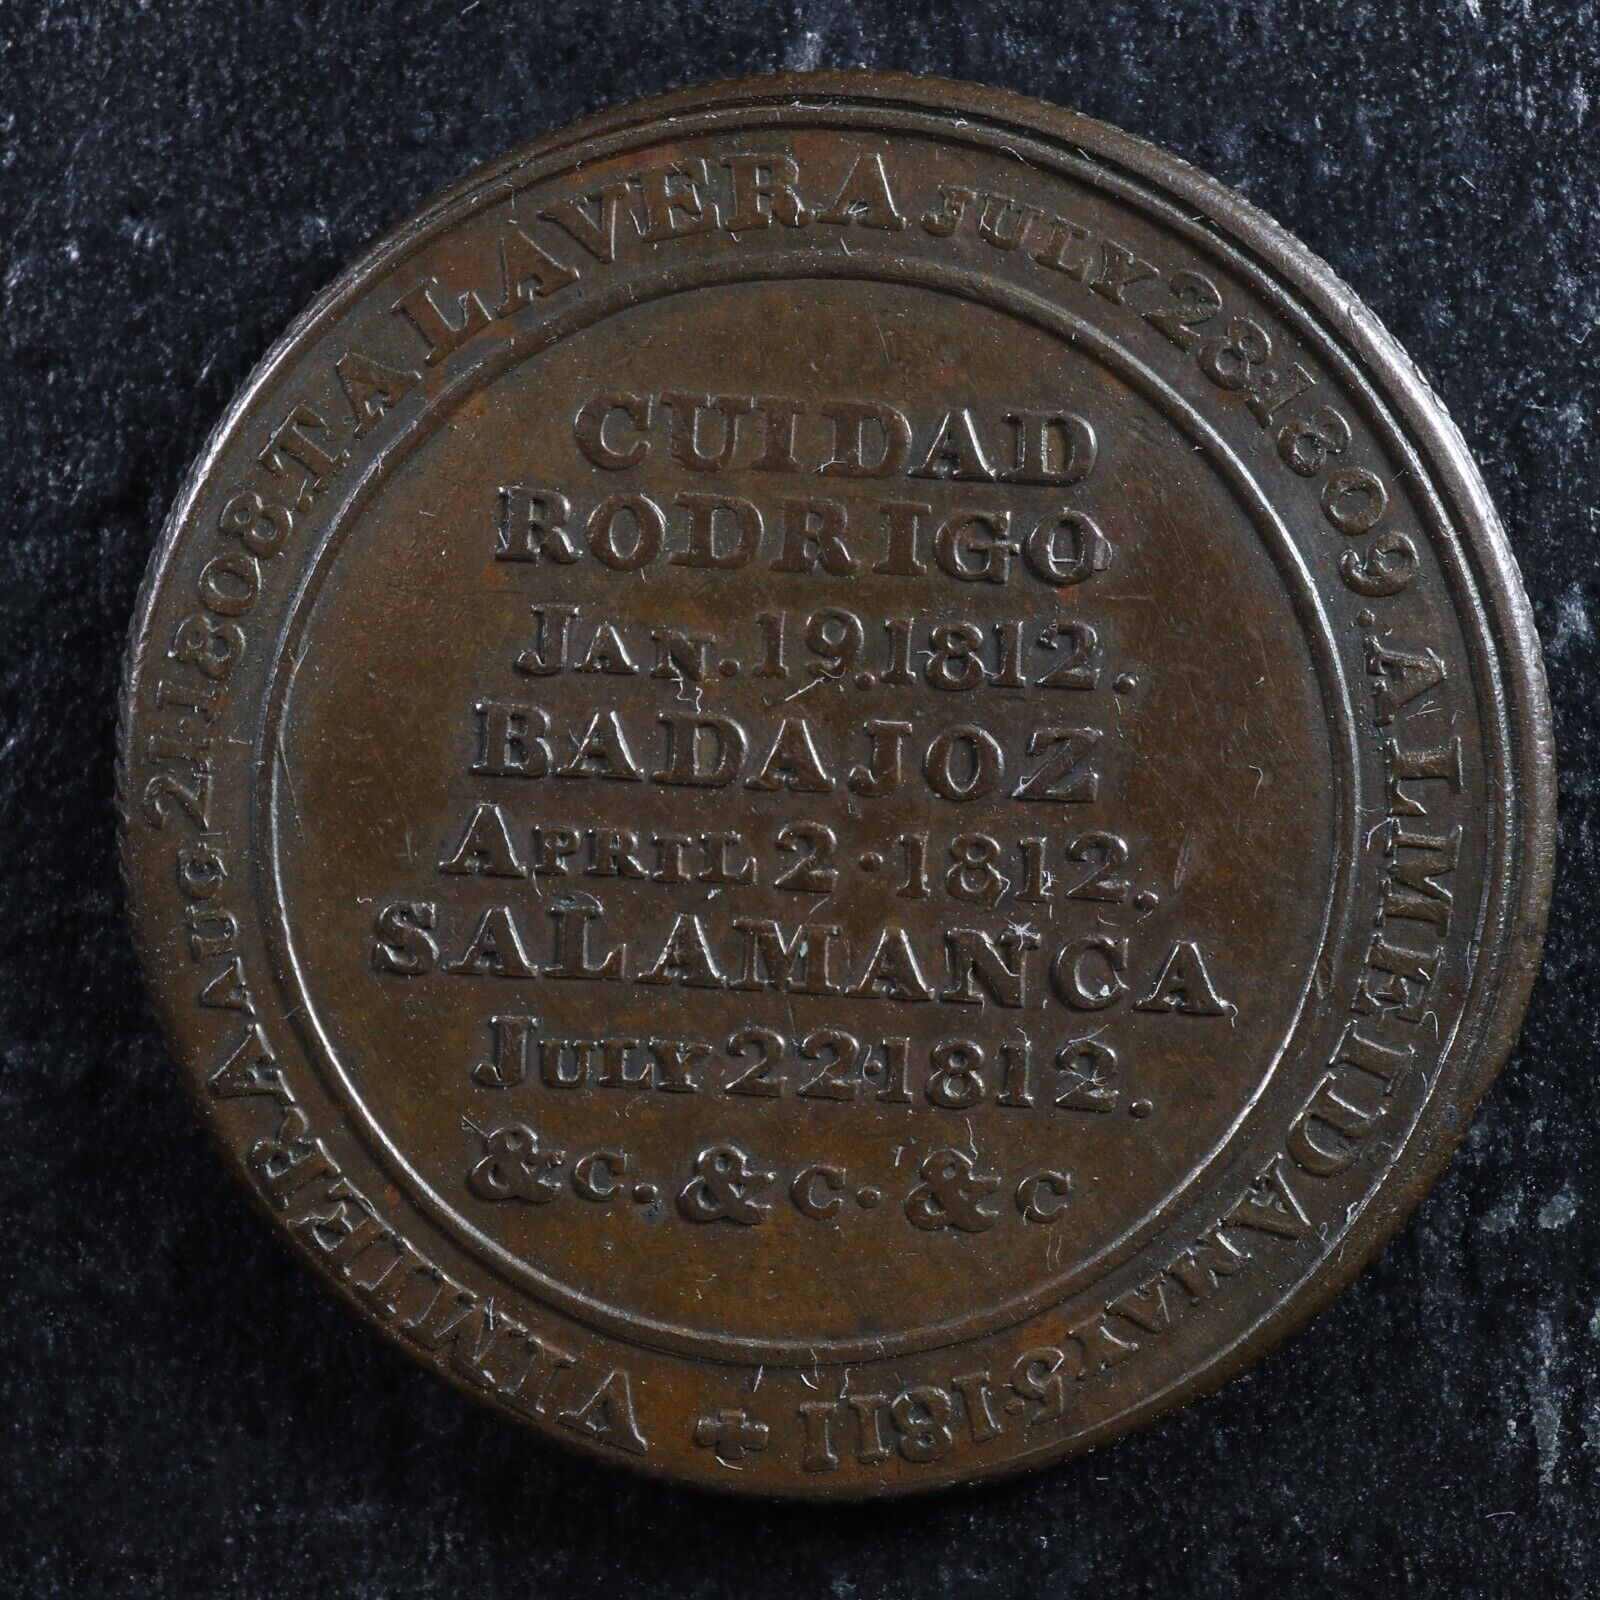 VIMIERA AUG 21 1808. TALAVERA JULY 28·1809. ALMEIDA MAY·5·1811
CUIDAD
RODRIGO
JAN. 19. 1812.
BADAJOZ
APRIL 2·1812.
SALAMANCA
JULY 22·1812.
&C. &C. &C